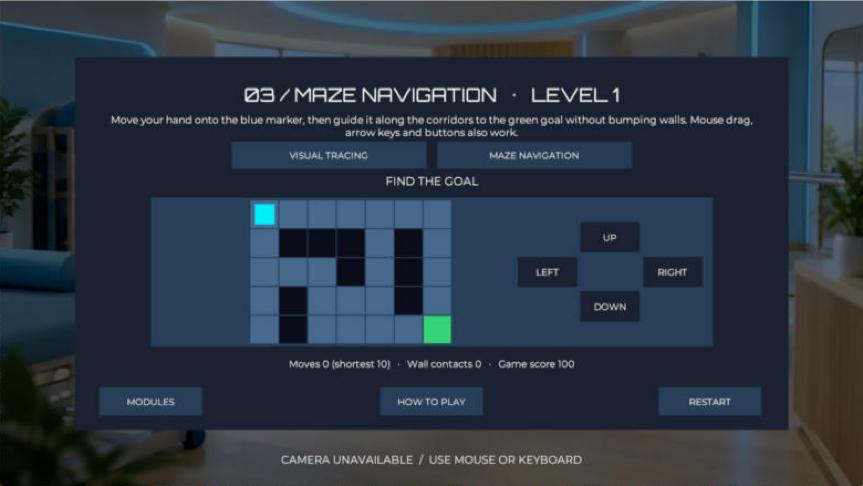 03 / MAZE NAVIGATION · LEVEL 1
Move your hand onto the blue marker, then guide it along the corridors to the green goal without bumping walls. Mouse drag,
arrow keys and buttons also work.
VISUAL TRACING
MAZE NAVIGATION
FIND THE GOAL
UP
LEFT
RIGHT
DOWN
Moves 0 (shortest 10) · Wall contacts 0 · Game score 100
MODULES
HOW TO PLAY
RESTART
CAMERA UNAVAILABLE / USE MOUSE OR KEYBOARD